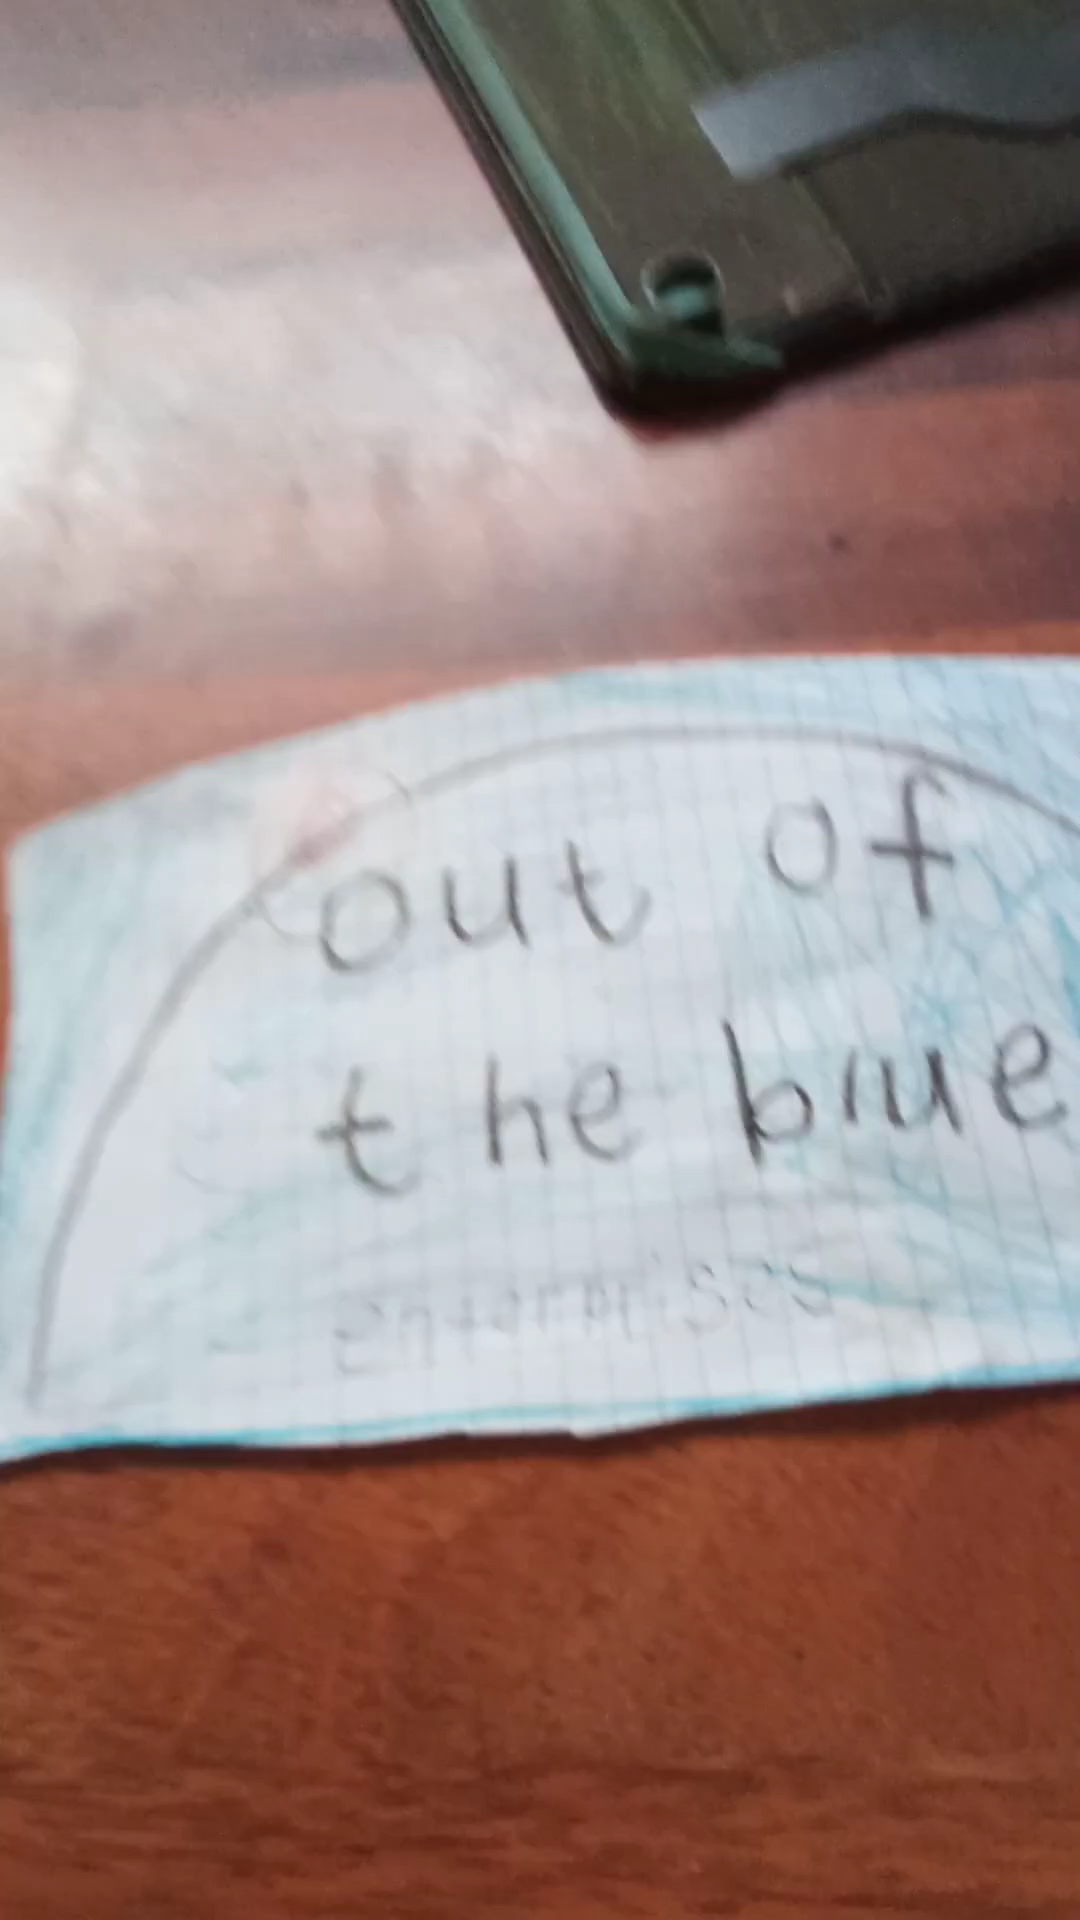 out of
the blue
enterprises